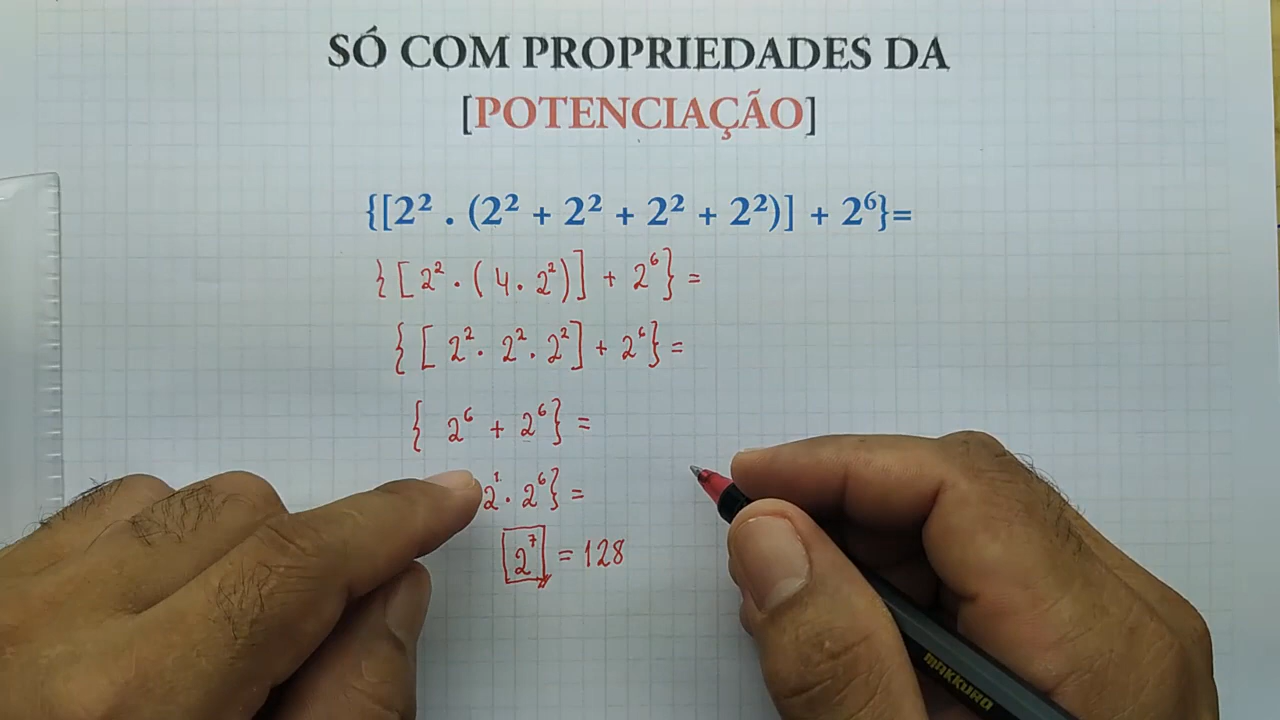 SÓ COM PROPRIEDADES DA
[POTENCIAÇÃO]
{[2² . (2² + 2² + 2² + 2²)] + 2⁶}=
{[2² · (4 · 2²)] + 2⁶} =
{[2² · 2² · 2²] + 2⁶} =
{2⁶ + 2⁶} =
2¹ · 2⁶} =
2⁷ = 128
MAKKURO